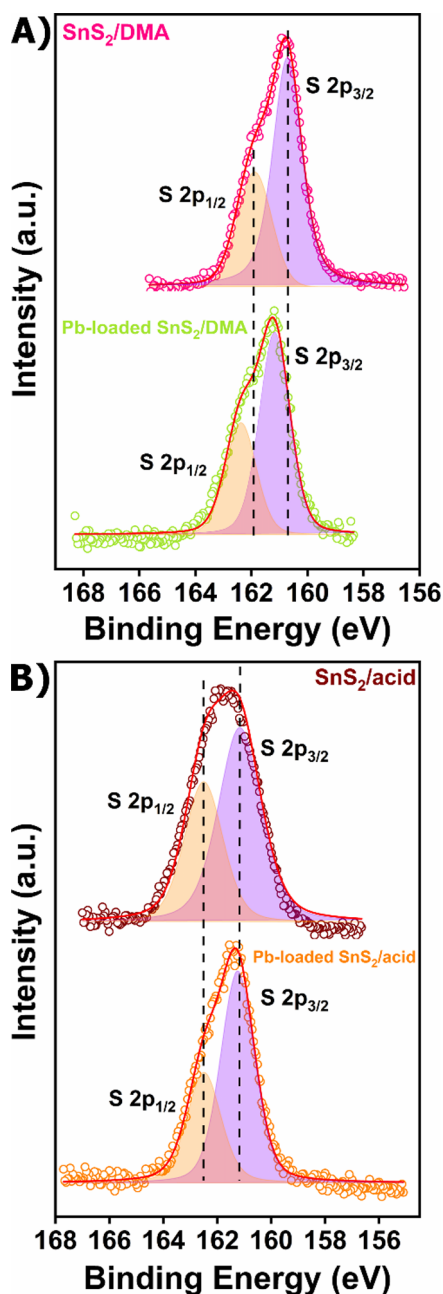 A)
SnS₂/DMA
S 2p₃/₂
S 2p₁/₂
Pb-loaded SnS₂/DMA
S 2p₃/₂
S 2p₁/₂
Intensity (a.u.)
168 166 164 162 160 158 156
Binding Energy (eV)
B)
SnS₂/acid
S 2p₃/₂
S 2p₁/₂
Pb-loaded SnS₂/acid
S 2p₃/₂
S 2p₁/₂
Intensity (a.u.)
168 166 164 162 160 158 156
Binding Energy (eV)